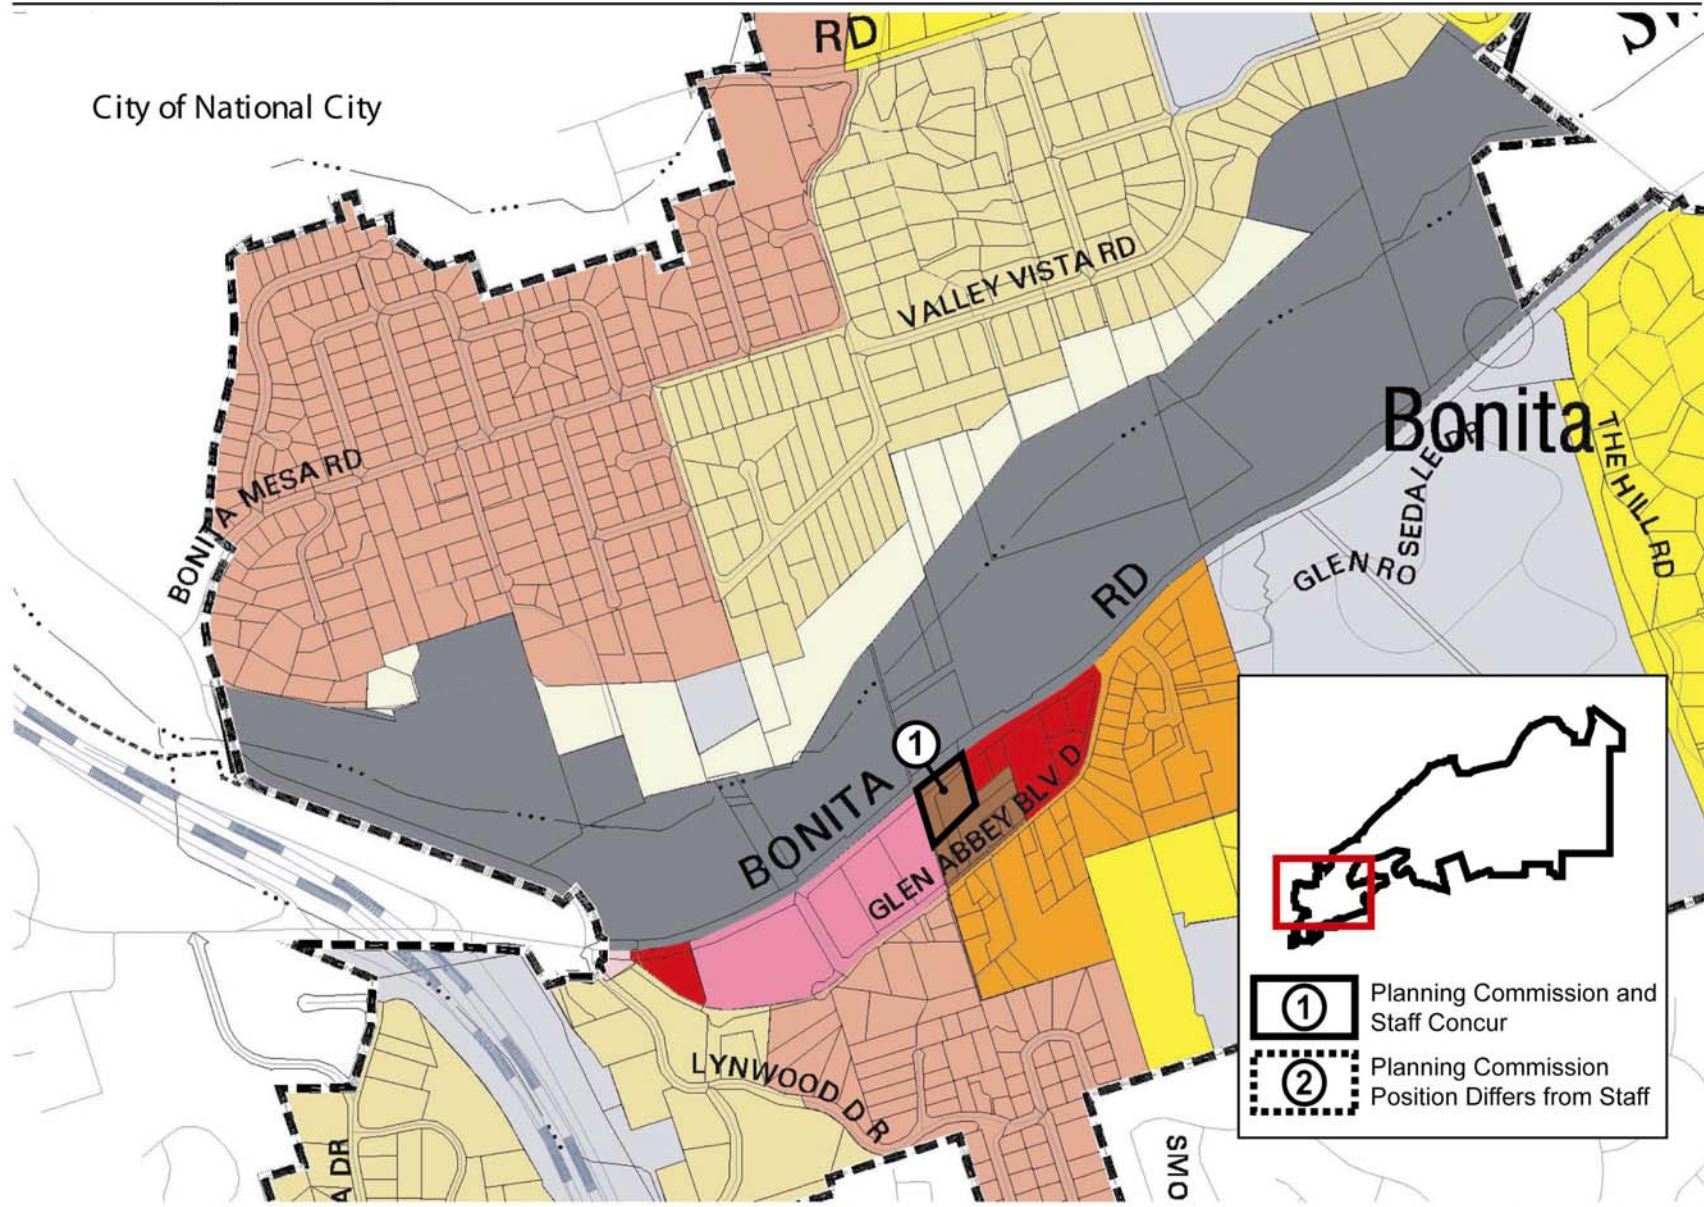 RD
City of National City
VALLEY VISTA RD
Bonita
THE HILL RD
BONITA MESA RD
GLEN ROSEDALE DR
BONITA RD
1
GLEN ABBEY BLVD
LYNWOOD DR
A DR
SMO
1
Planning Commission and
Staff Concur
2
Planning Commission
Position Differs from Staff